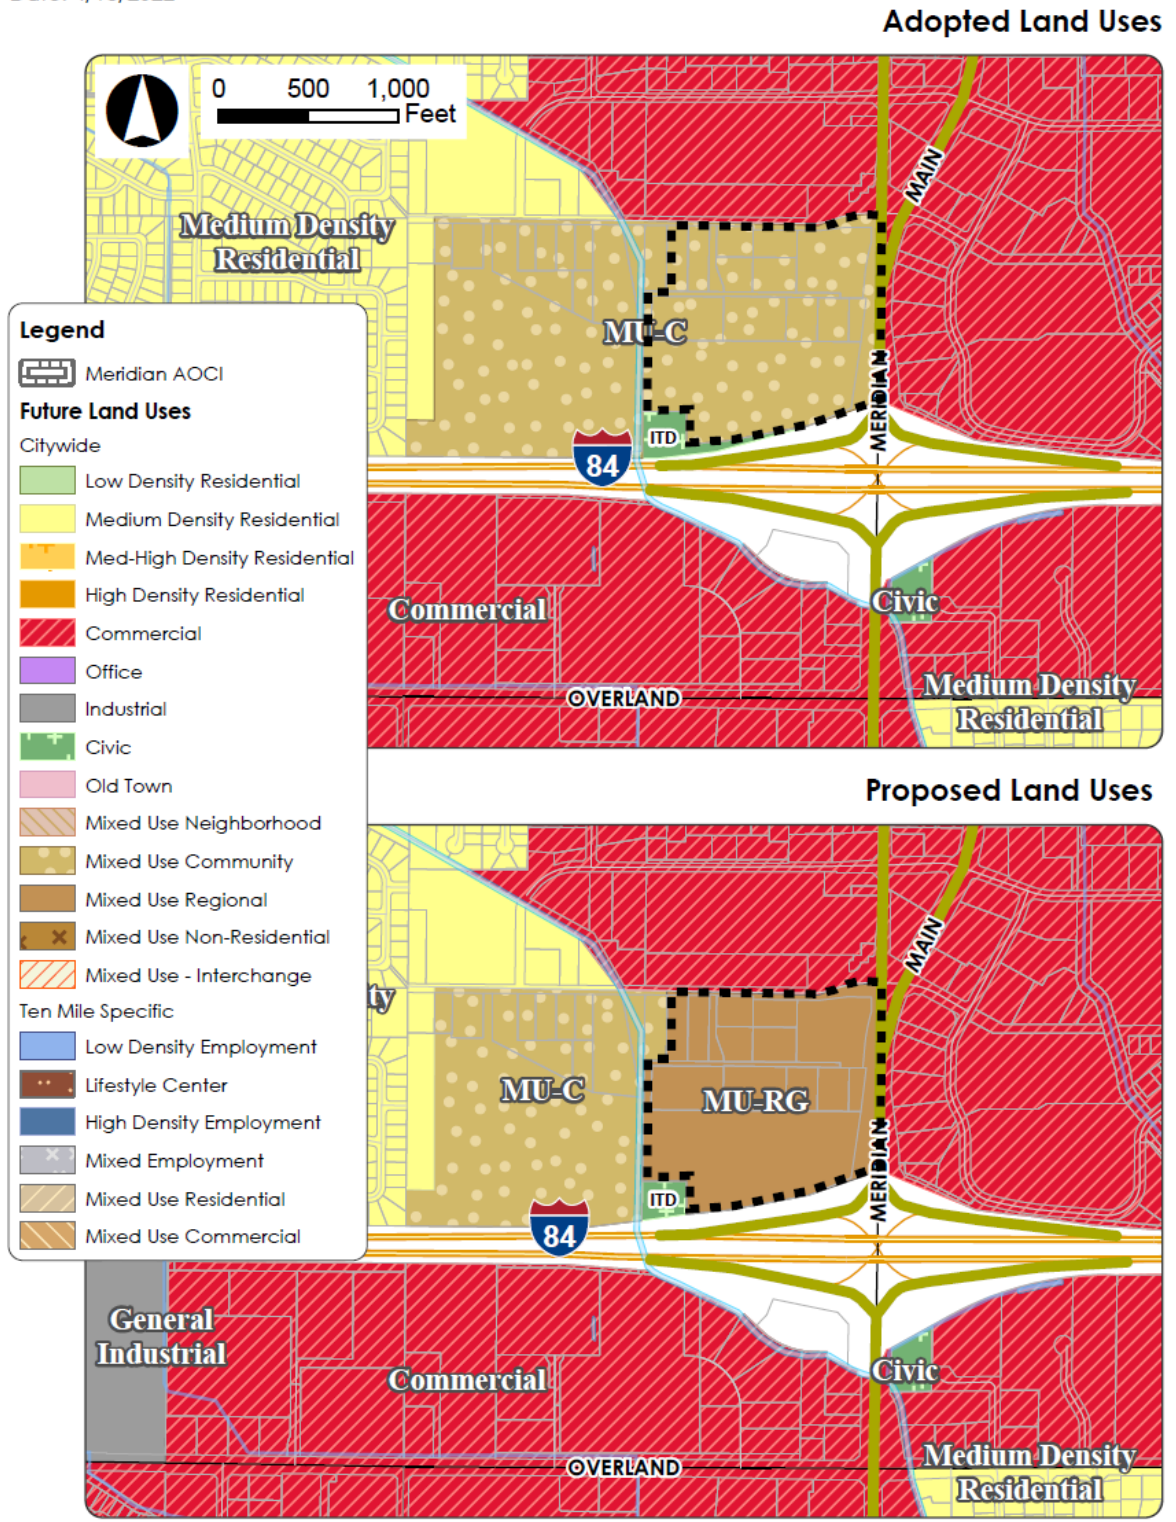 Adopted Land Uses
0 500 1,000
Feet
MAIN
Medium Density
Residential
MU-C
MERIDIAN
ITD
84
Commercial
Civic
OVERLAND
Medium Density
Residential
Legend
Meridian AOCI
Future Land Uses
Citywide
Low Density Residential
Medium Density Residential
Med-High Density Residential
High Density Residential
Commercial
Office
Industrial
Civic
Old Town
Mixed Use Neighborhood
Mixed Use Community
Mixed Use Regional
Mixed Use Non-Residential
Mixed Use - Interchange
Ten Mile Specific
Low Density Employment
Lifestyle Center
High Density Employment
Mixed Employment
Mixed Use Residential
Mixed Use Commercial
Proposed Land Uses
MAIN
ty
MU-C
MU-RG
MERIDIAN
ITD
84
General
Industrial
Commercial
Civic
OVERLAND
Medium Density
Residential